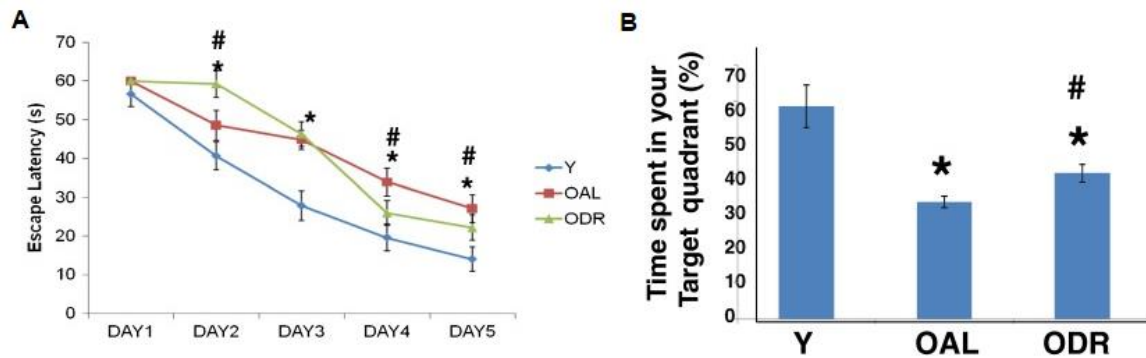 A
70
60
50
40
30
20
10
0
Escape Latency (s)
#
*
*
#
*
#
*
DAY1 DAY2 DAY3 DAY4 DAY5
Y
OAL
ODR
B
Time spent in your
Target quadrant (%)
70
60
50
40
30
20
10
0
*
#
*
Y OAL ODR